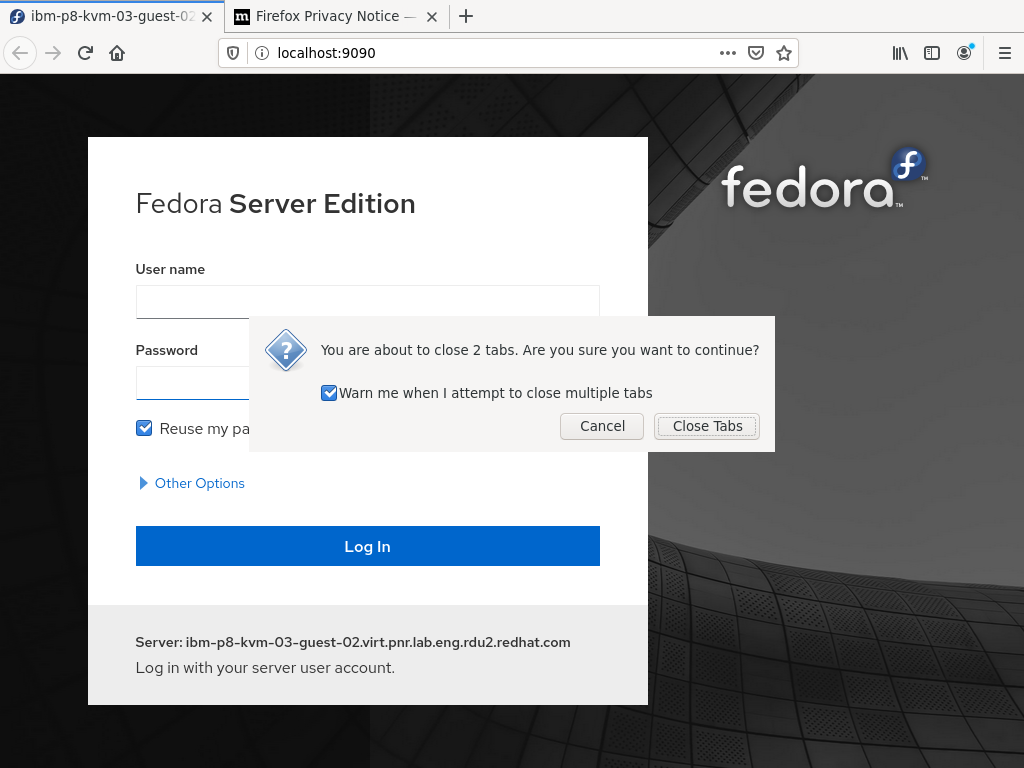 ibm-p8-kvm-03-guest-02
Firefox Privacy Notice —
localhost:9090
fedora
Fedora Server Edition
User name
You are about to close 2 tabs. Are you sure you want to continue?
Password
Warn me when I attempt to close multiple tabs
Cancel
Close Tabs
Reuse my pa
Other Options
Log In
Server: ibm-p8-kvm-03-guest-02.virt.pnr.lab.eng.rdu2.redhat.com
Log in with your server user account.